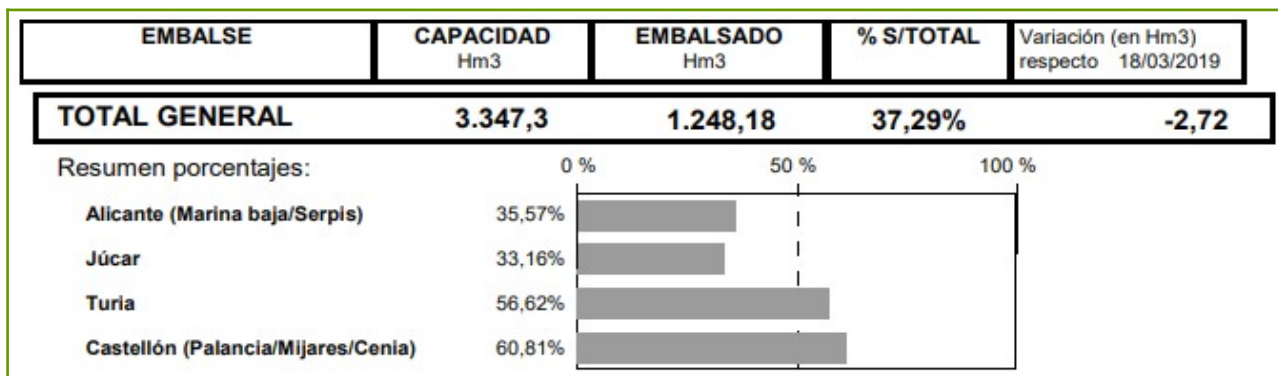 EMBALSE CAPACIDAD EMBALSADO % S/TOTAL Variación (en Hm3)
Hm3 Hm3 respecto 18/03/2019
TOTAL GENERAL 3.347,3 1.248,18 37,29% -2,72
Resumen porcentajes: 0 % 50 % 100 %
Alicante (Marina baja/Serpis) 35,57%
Júcar 33,16%
Turia 56,62%
Castellón (Palancia/Mijares/Cenia) 60,81%